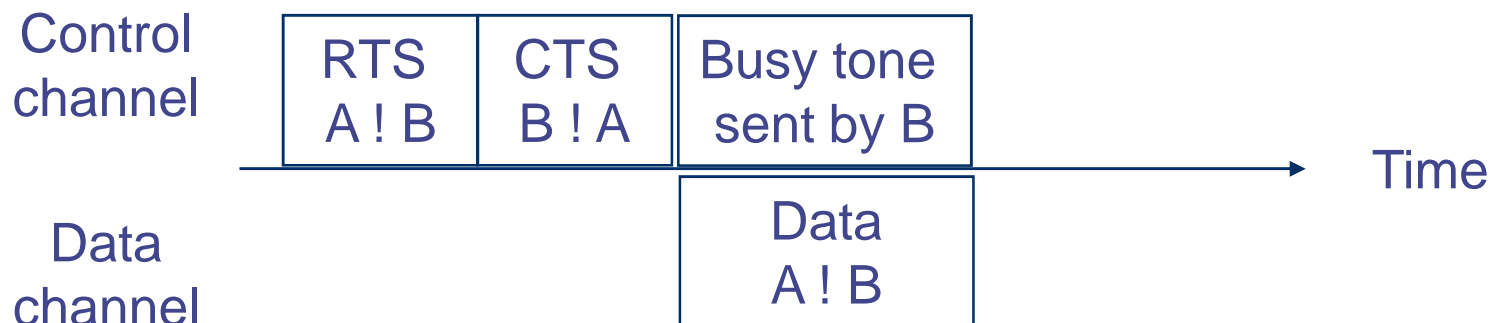 Control
channel
RTS
A ! B
CTS
B ! A
Busy tone
sent by B
Time
Data
channel
Data
A ! B